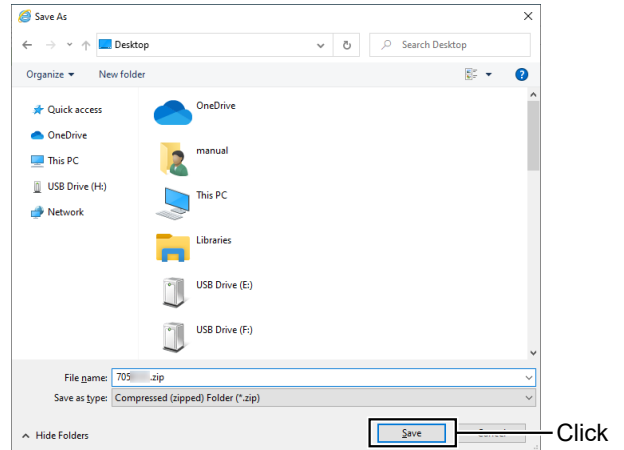 Save As
Desktop
Search Desktop
Organize
New folder
Quick access
OneDrive
This PC
USB Drive (H:)
Network
OneDrive
manual
This PC
Libraries
USB Drive (E:)
USB Drive (F:)
File name: 705 .zip
Save as type: Compressed (zipped) Folder (*.zip)
Hide Folders
Save
Click